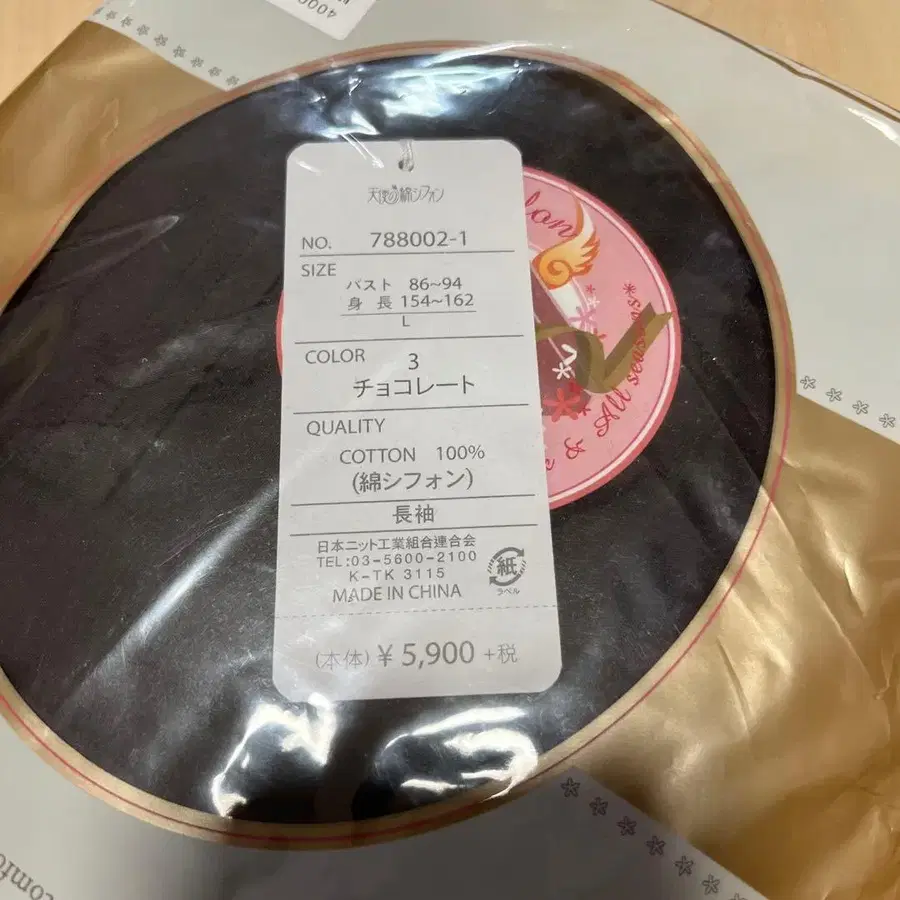 4000
天使の綿シフォン
NO. 788002-1
SIZE
バスト 86~94
身長 154~162
L
COLOR 3
チョコレート
QUALITY
COTTON 100%
(綿シフォン)
長袖
日本ニット工業組合連合会
TEL:03-5600-2100
K-TK 3115
MADE IN CHINA
紙
ラベル
(本体) ¥ 5,900 +税
& All seasons